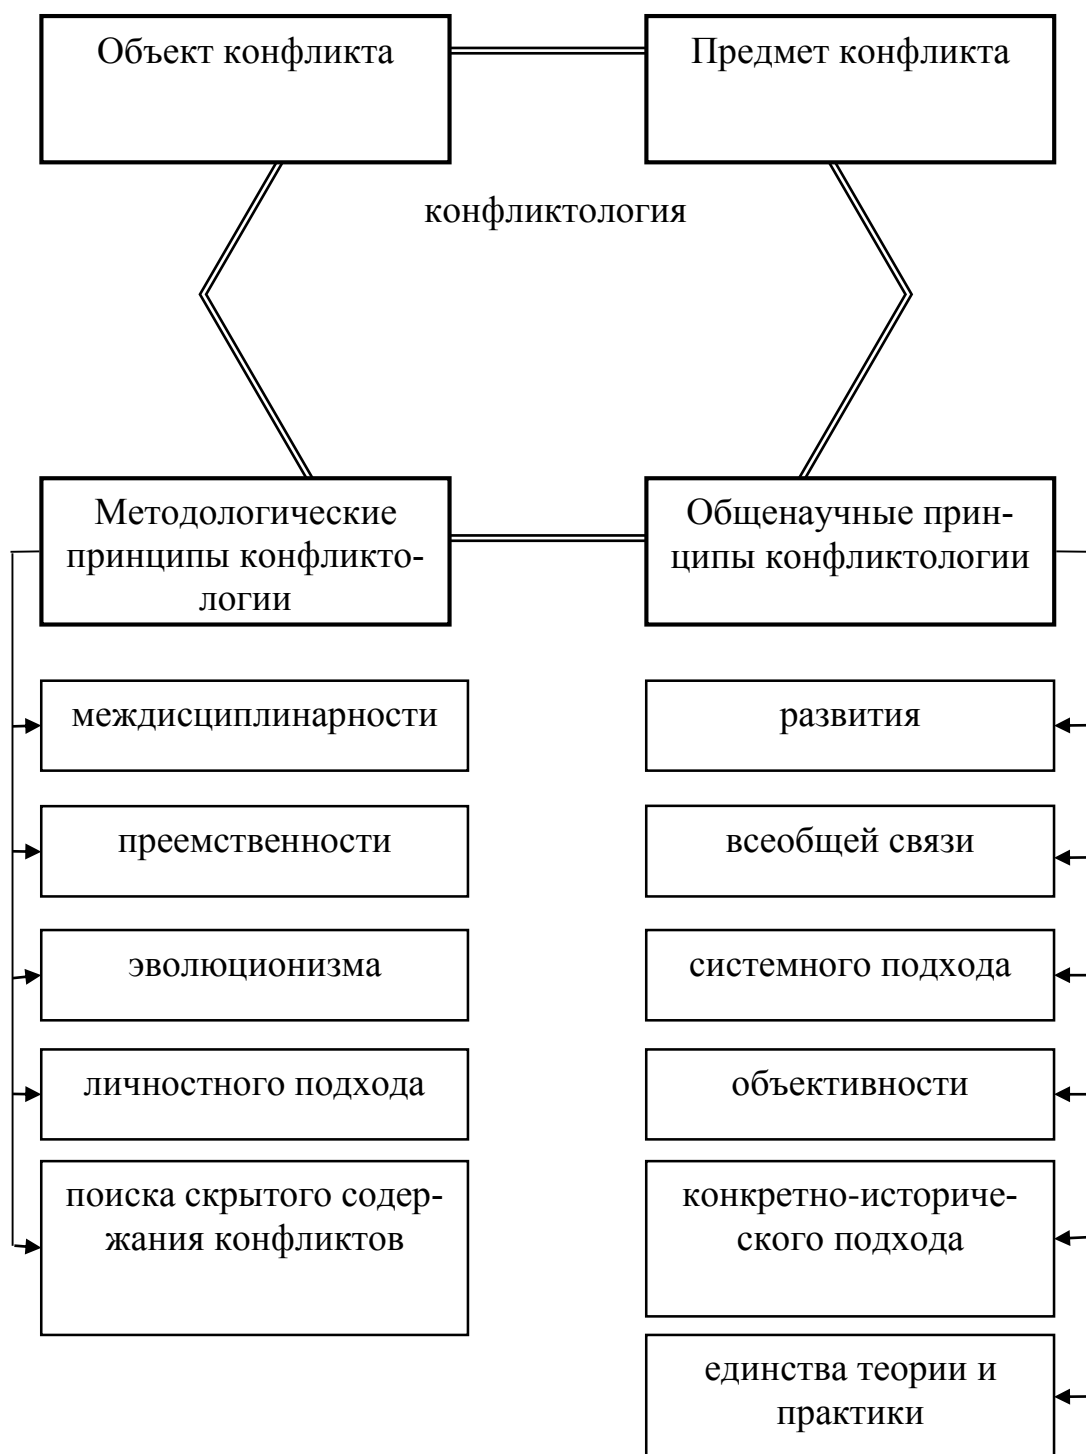 Объект конфликта
Предмет конфликта
конфликтология
Методологические
принципы конфликто-
логии
Общенаучные прин-
ципы конфликтологии
междисциплинарности
развития
преемственности
всеобщей связи
эволюционизма
системного подхода
личностного подхода
объективности
поиска скрытого содер-
жания конфликтов
конкретно-историче-
ского подхода
единства теории и
практики